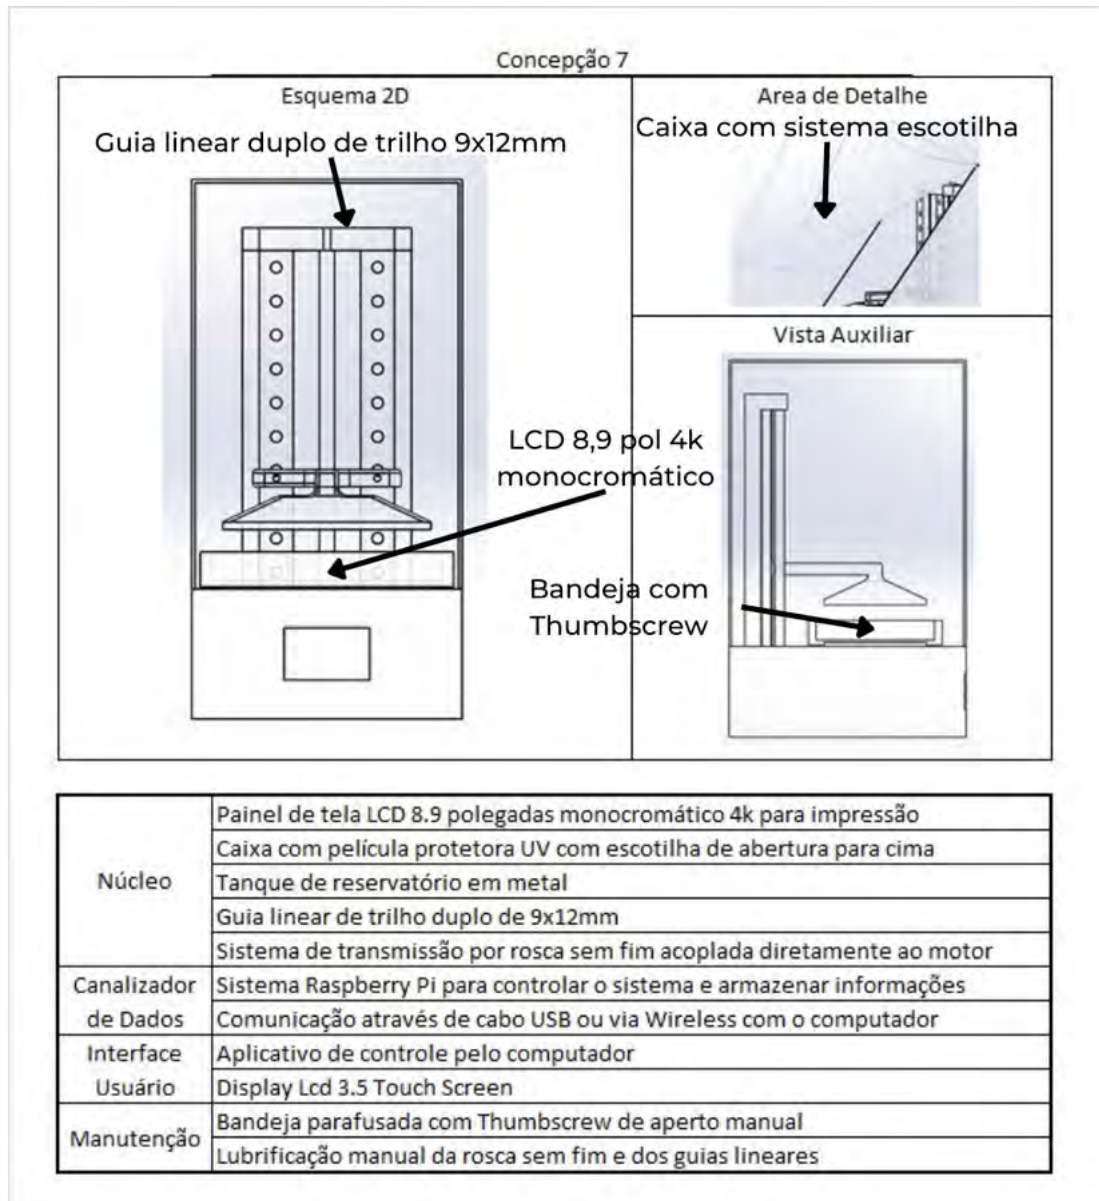 Concepção 7
Esquema 2D
Guia linear duplo de trilho 9x12mm
Area de Detalhe
Caixa com sistema escotilha
Vista Auxiliar
LCD 8,9 pol 4k
monocromático
Bandeja com
Thumbscrew
Núcleo
Painel de tela LCD 8.9 polegadas monocromático 4k para impressão
Caixa com película protetora UV com escotilha de abertura para cima
Tanque de reservatório em metal
Guia linear de trilho duplo de 9x12mm
Sistema de transmissão por rosca sem fim acoplada diretamente ao motor
Canalizador
de Dados
Sistema Raspberry Pi para controlar o sistema e armazenar informações
Comunicação através de cabo USB ou via Wireless com o computador
Interface
Usuário
Aplicativo de controle pelo computador
Display Lcd 3.5 Touch Screen
Manutenção
Bandeja parafusada com Thumbscrew de aperto manual
Lubrificação manual da rosca sem fim e dos guias lineares